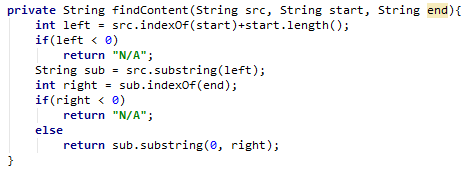 private String findContent(String src, String start, String end){
    int left = src.indexOf(start)+start.length();
    if(left < 0)
        return "N/A";
    String sub = src.substring(left);
    int right = sub.indexOf(end);
    if(right < 0)
        return "N/A";
    else
        return sub.substring(0, right);
}